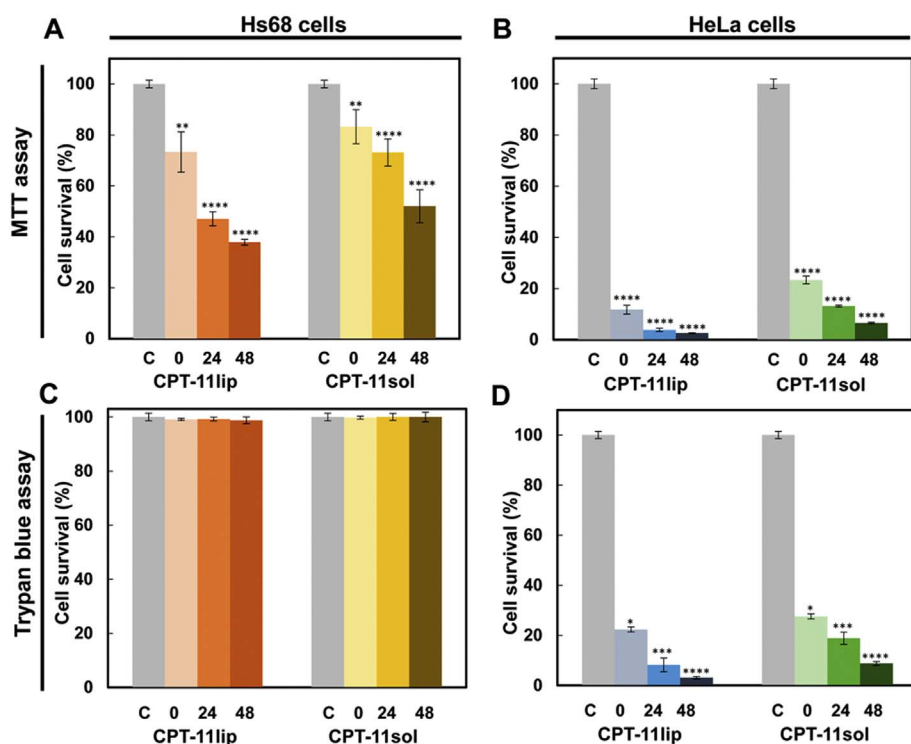 A Hs68 cells
B HeLa cells
MTT assay
Cell survival (%)
100
80
60
40
20
0
** **** ****
** **** ****
C 0 24 48 C 0 24 48
CPT-11lip CPT-11sol
Cell survival (%)
100
80
60
40
20
0
**** **** ****
**** **** ****
C 0 24 48 C 0 24 48
CPT-11lip CPT-11sol
C
Trypan blue assay
Cell survival (%)
100
80
60
40
20
0
C 0 24 48 C 0 24 48
CPT-11lip CPT-11sol
D
Cell survival (%)
100
80
60
40
20
0
* *** ****
* *** ****
C 0 24 48 C 0 24 48
CPT-11lip CPT-11sol